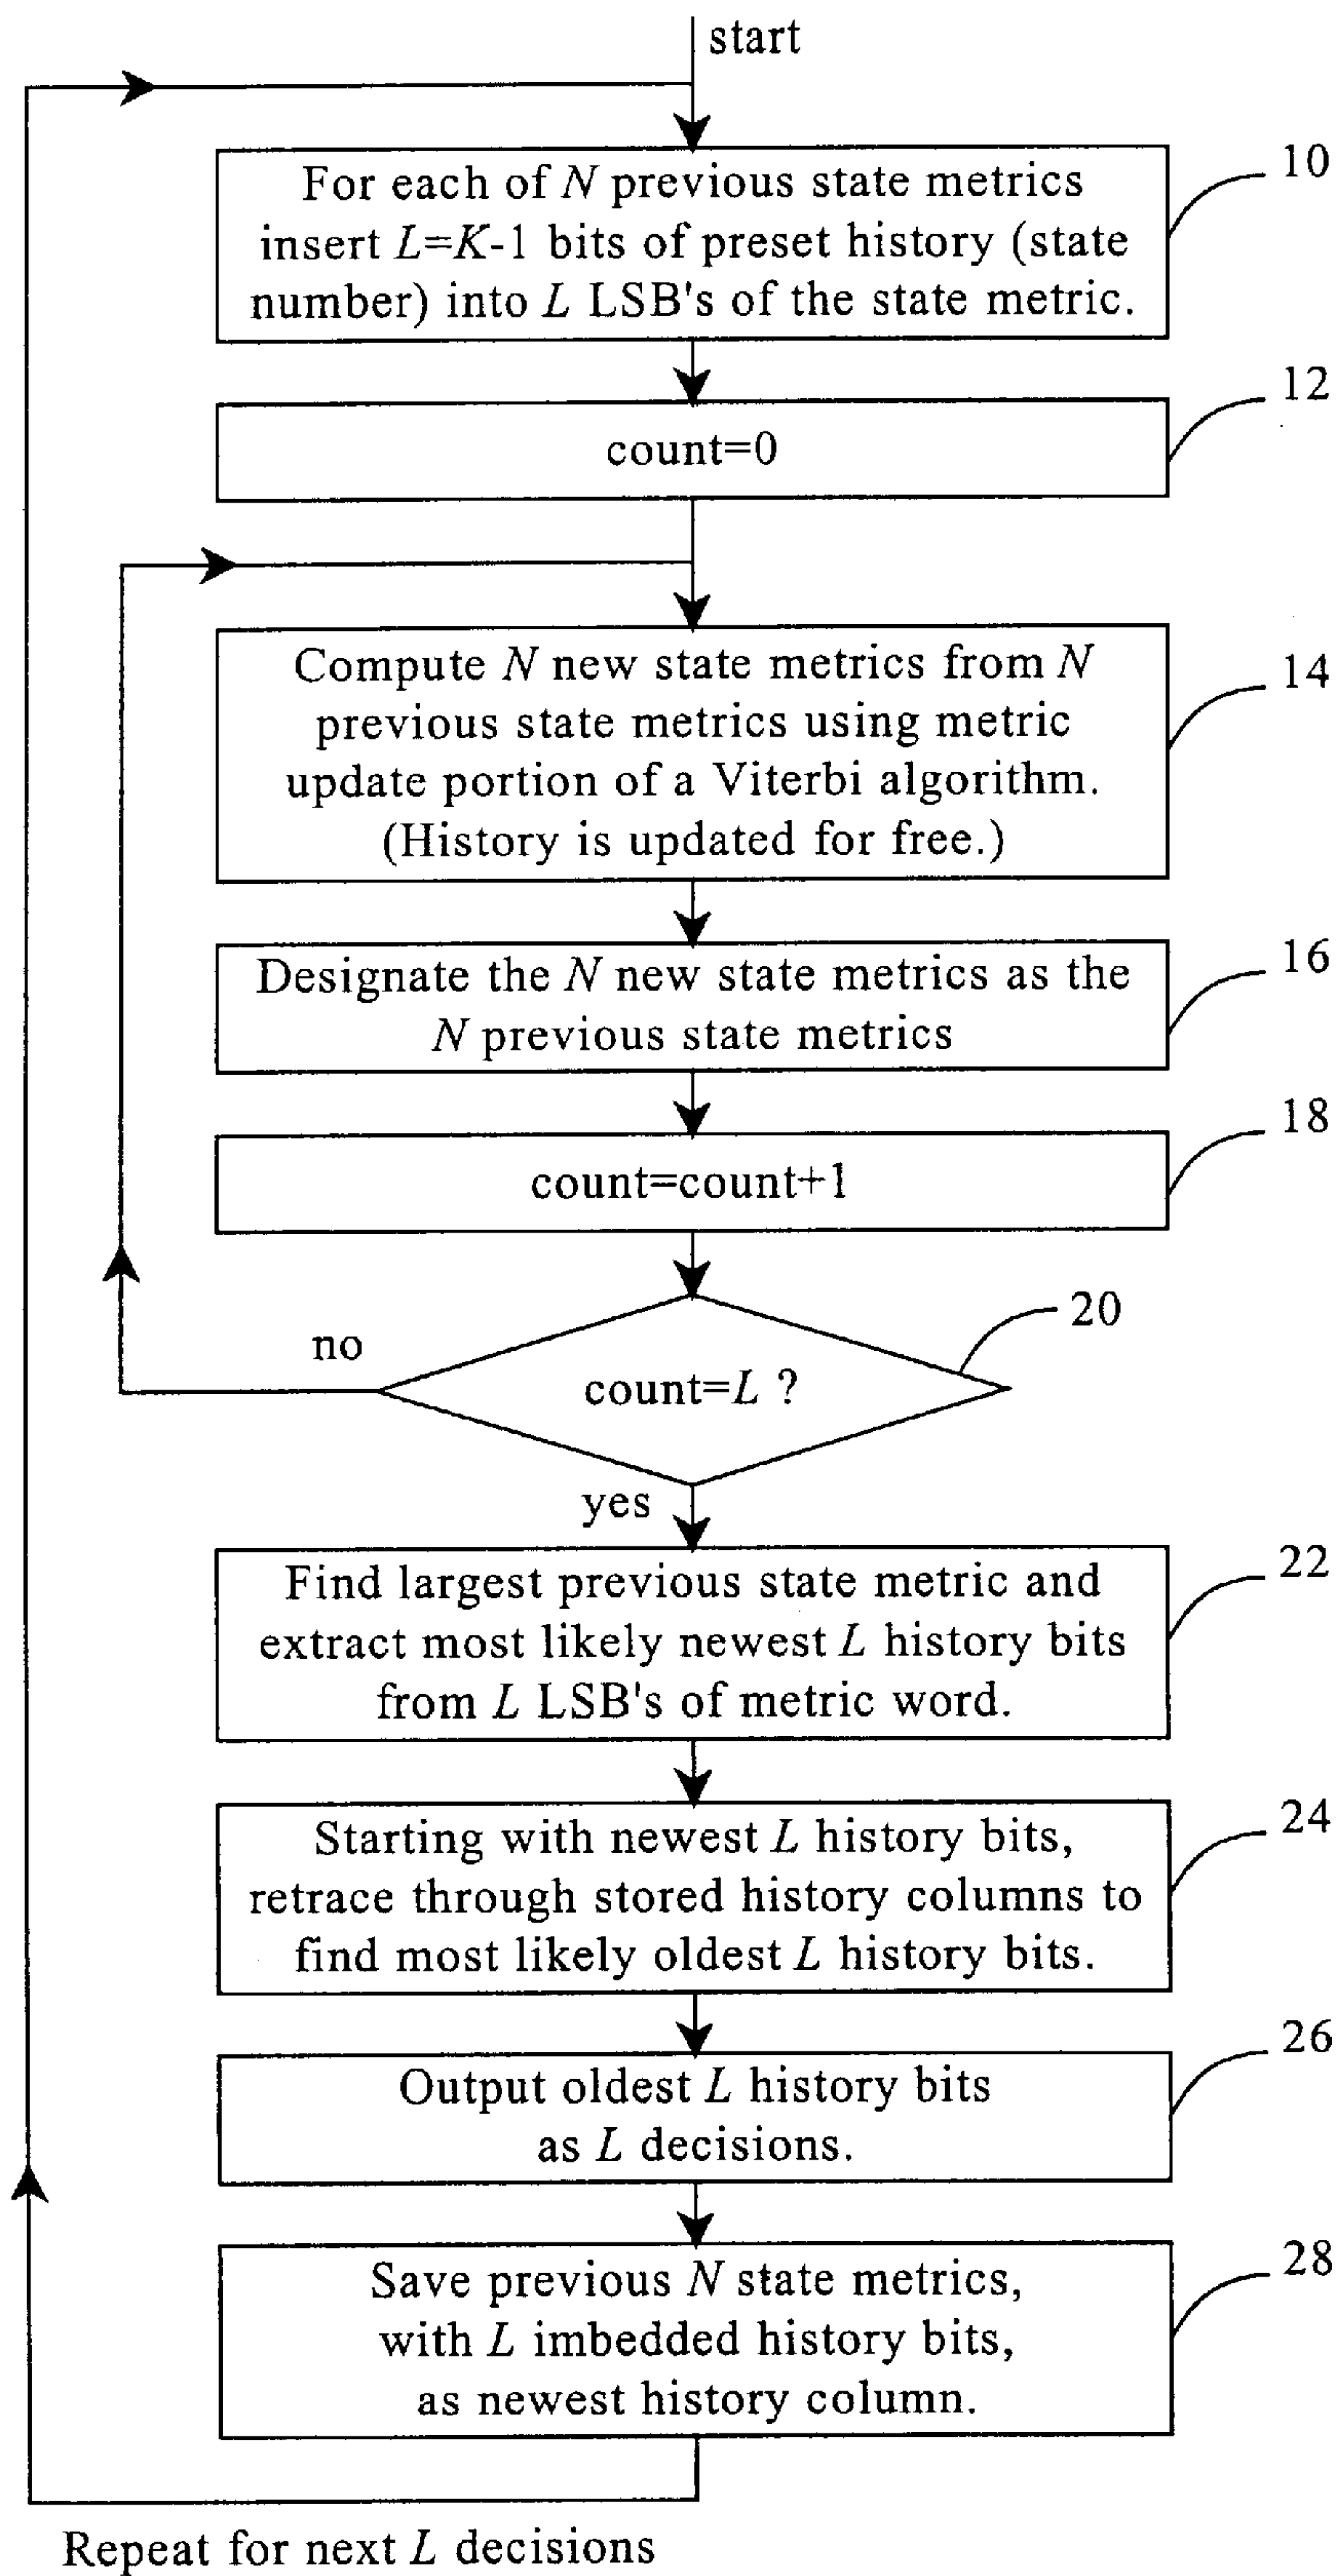 start
For each of N previous state metrics
insert L=K-1 bits of preset history (state
number) into L LSB's of the state metric.
10
count=0
12
Compute N new state metrics from N
previous state metrics using metric
update portion of a Viterbi algorithm.
(History is updated for free.)
14
Designate the N new state metrics as the
N previous state metrics
16
count=count+1
18
count=L ?
20
no
yes
Find largest previous state metric and
extract most likely newest L history bits
from L LSB's of metric word.
22
Starting with newest L history bits,
retrace through stored history columns to
find most likely oldest L history bits.
24
Output oldest L history bits
as L decisions.
26
Save previous N state metrics,
with L imbedded history bits,
as newest history column.
28
Repeat for next L decisions